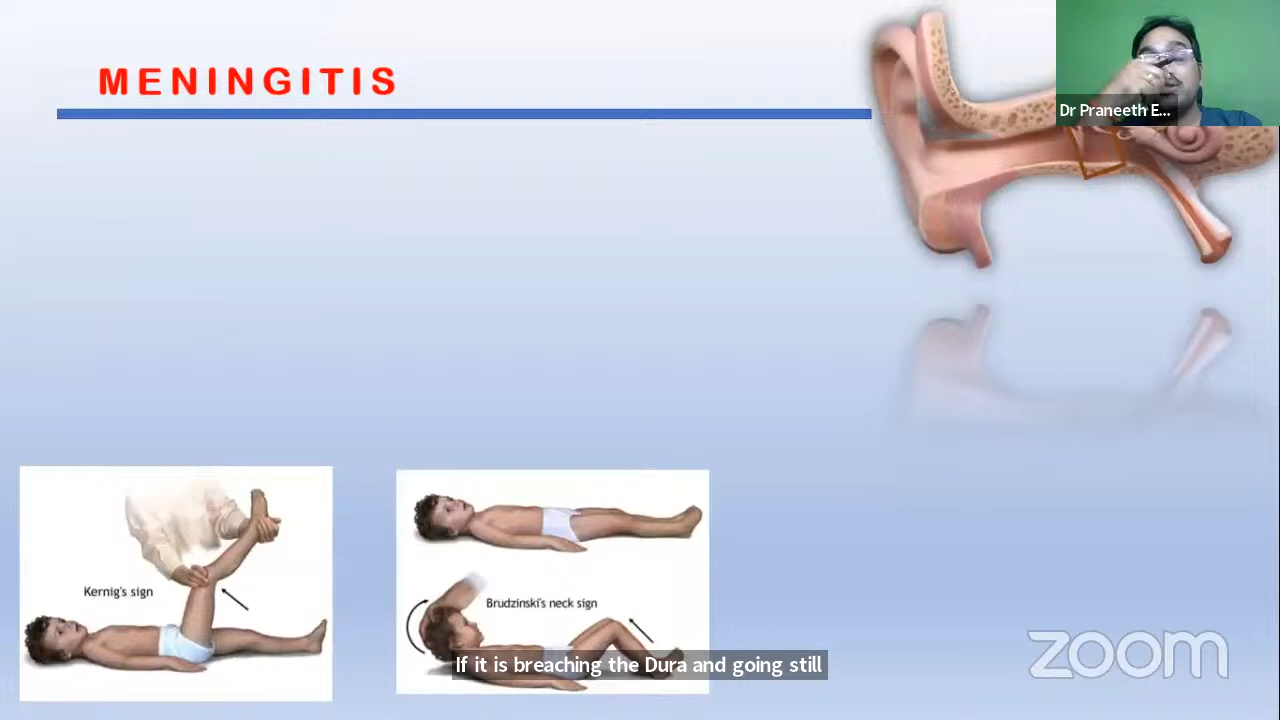 MENINGITIS
Dr Praneeth E...
Kernig's sign
Brudzinski's neck sign
If it is breaching the Dura and going still
zoom